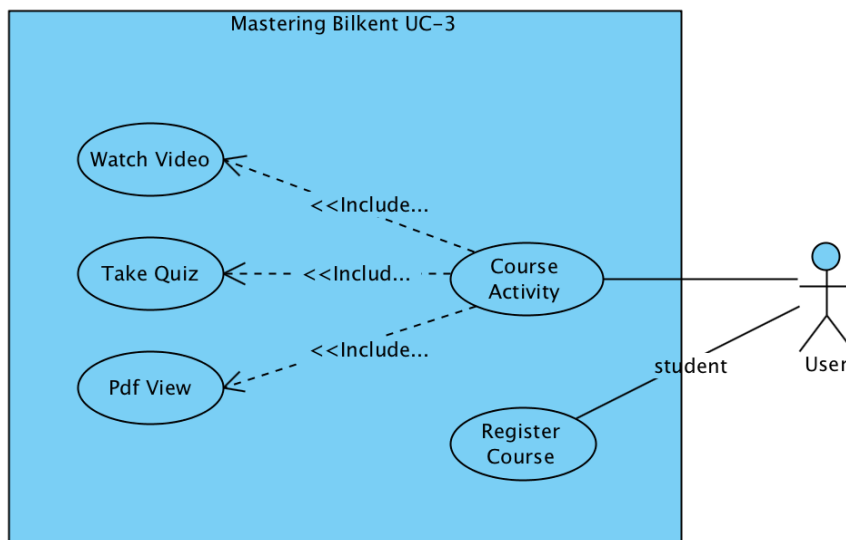 Mastering Bilkent UC-3
Watch Video
<<Include...
Take Quiz
<<Includ...
Course
Activity
<<Include...
Pdf View
student
User
Register
Course